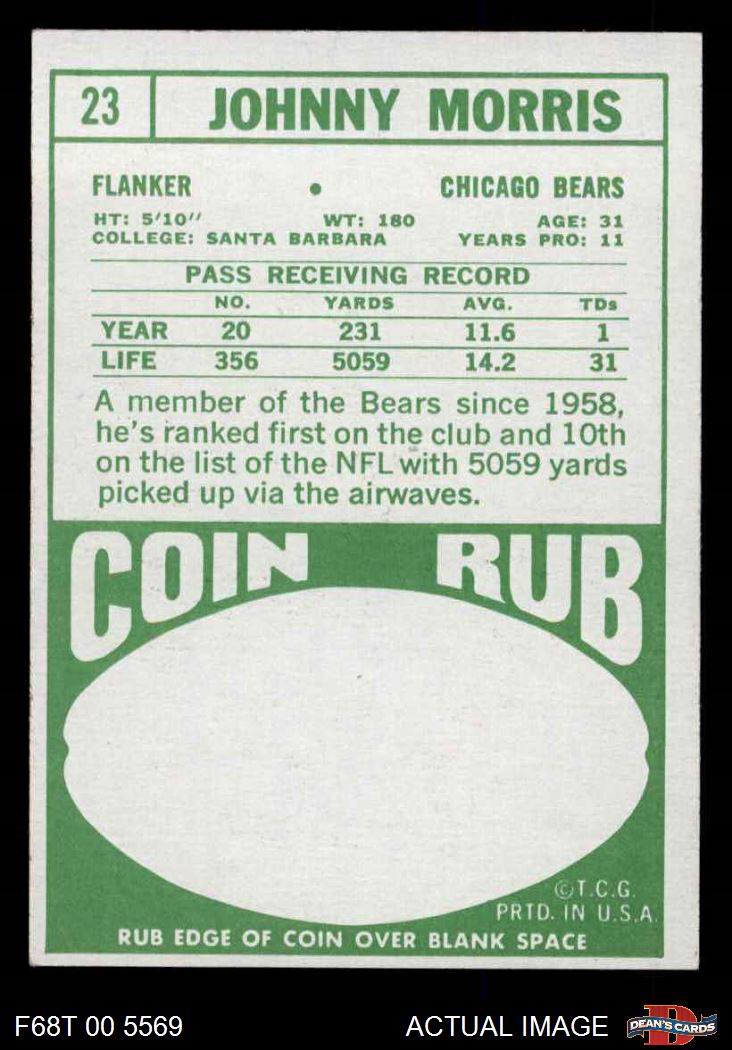 23 JOHNNY MORRIS
FLANKER • CHICAGO BEARS
HT: 5'10" WT: 180 AGE: 31
COLLEGE: SANTA BARBARA YEARS PRO: 11
PASS RECEIVING RECORD
NO. YARDS AVG. TDs
YEAR 20 231 11.6 1
LIFE 356 5059 14.2 31
A member of the Bears since 1958,
he's ranked first on the club and 10th
on the list of the NFL with 5059 yards
picked up via the airwaves.
COIN RUB
©T.C.G.
PRTD. IN U.S.A.
RUB EDGE OF COIN OVER BLANK SPACE
F68T 00 5569 ACTUAL IMAGE D DEAN'S CARDS